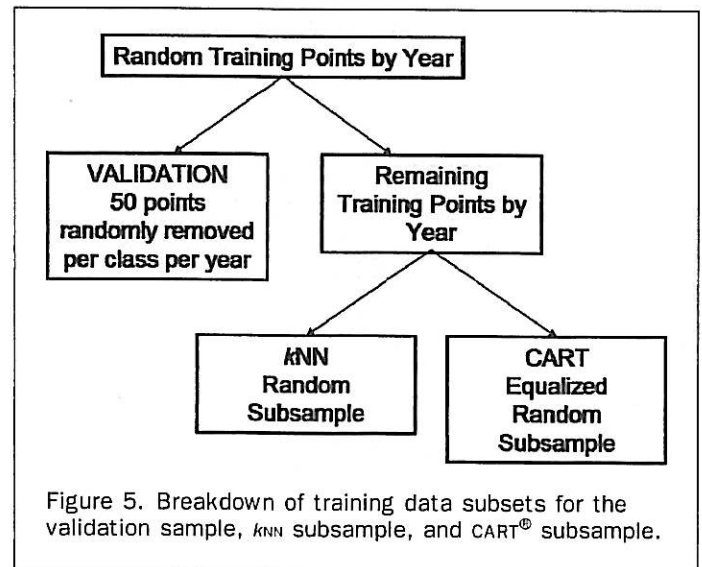 Random Training Points by Year
VALIDATION
50 points
randomly removed
per class per year
Remaining
Training Points by
Year
kNN
Random
Subsample
CART
Equalized
Random
Subsample
Figure 5. Breakdown of training data subsets for the
validation sample, kNN subsample, and CART® subsample.